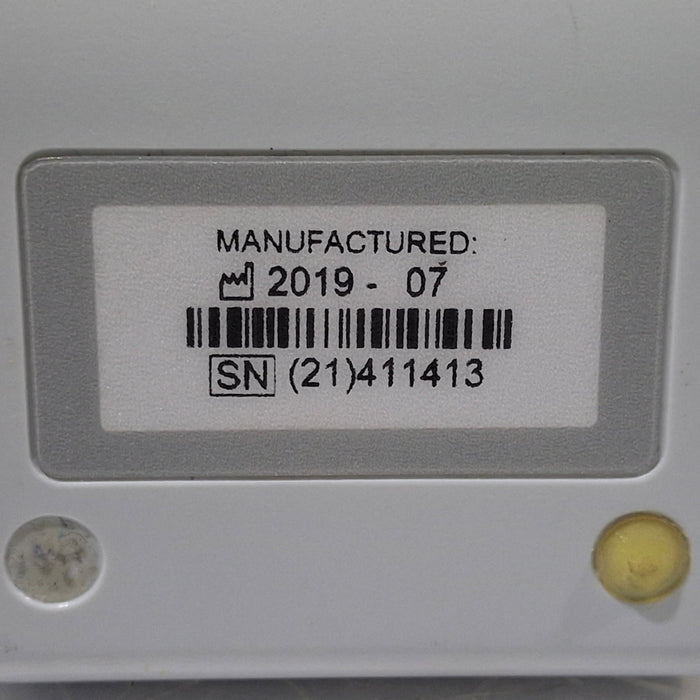 MANUFACTURED:
2019 - 07
SN (21)411413